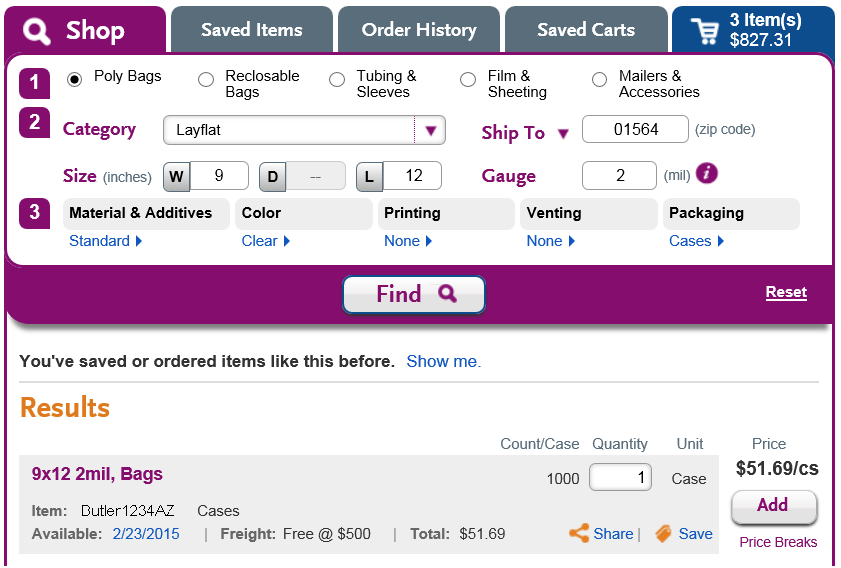 Shop
Saved Items
Order History
Saved Carts
3 Item(s)
$827.31
1
Poly Bags
Reclosable
Bags
Tubing &
Sleeves
Film &
Sheeting
Mailers &
Accessories
2
Category
Layflat
Ship To
01564
(zip code)
Size (inches)
W
9
D
--
L
12
Gauge
2
(mil)
i
3
Material & Additives
Color
Printing
Venting
Packaging
Standard
Clear
None
None
Cases
Find
Reset
You've saved or ordered items like this before. Show me.
Results
Count/Case Quantity Unit Price
9x12 2mil, Bags
1000
1
Case
$51.69/cs
Item: Butler1234AZ Cases
Add
Available: 2/23/2015 | Freight: Free @ $500 | Total: $51.69
Share | Save
Price Breaks